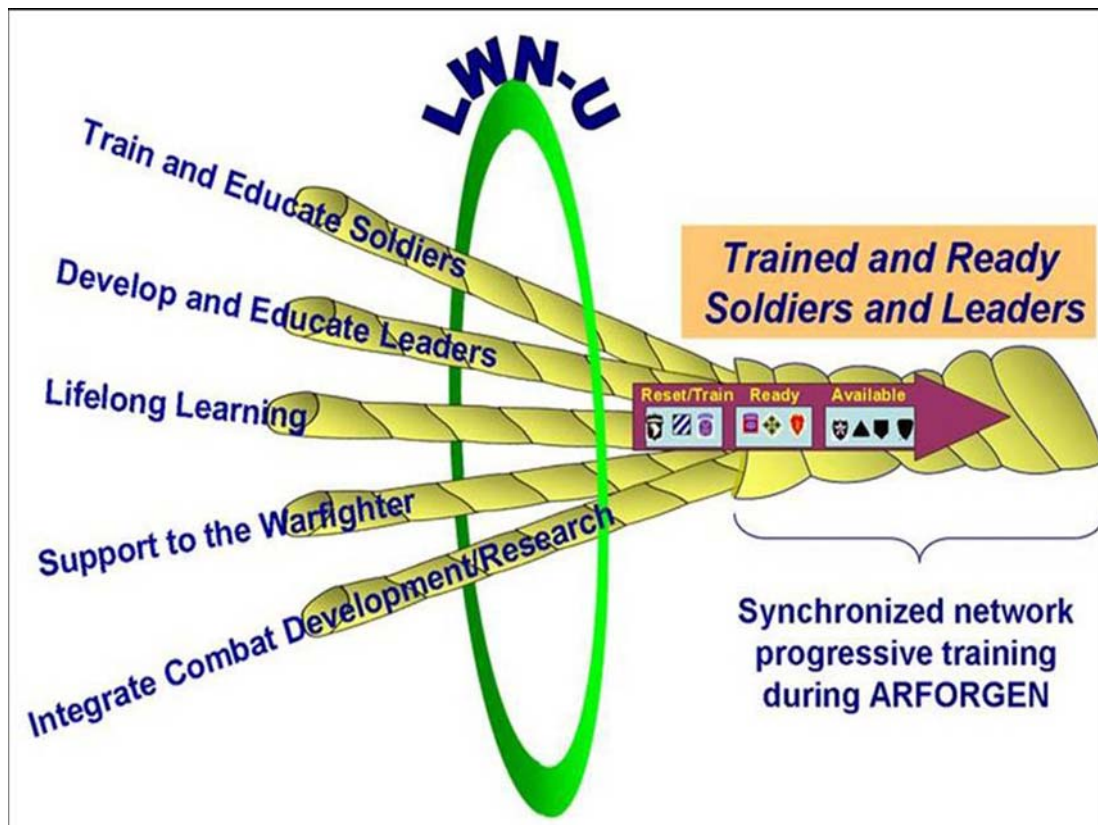 LWN-U
Train and Educate Soldiers
Develop and Educate Leaders
Lifelong Learning
Support to the Warfighter
Integrate Combat Development/Research
Trained and Ready
Soldiers and Leaders
Reset/Train
Ready
Available
Synchronized network
progressive training
during ARFORGEN